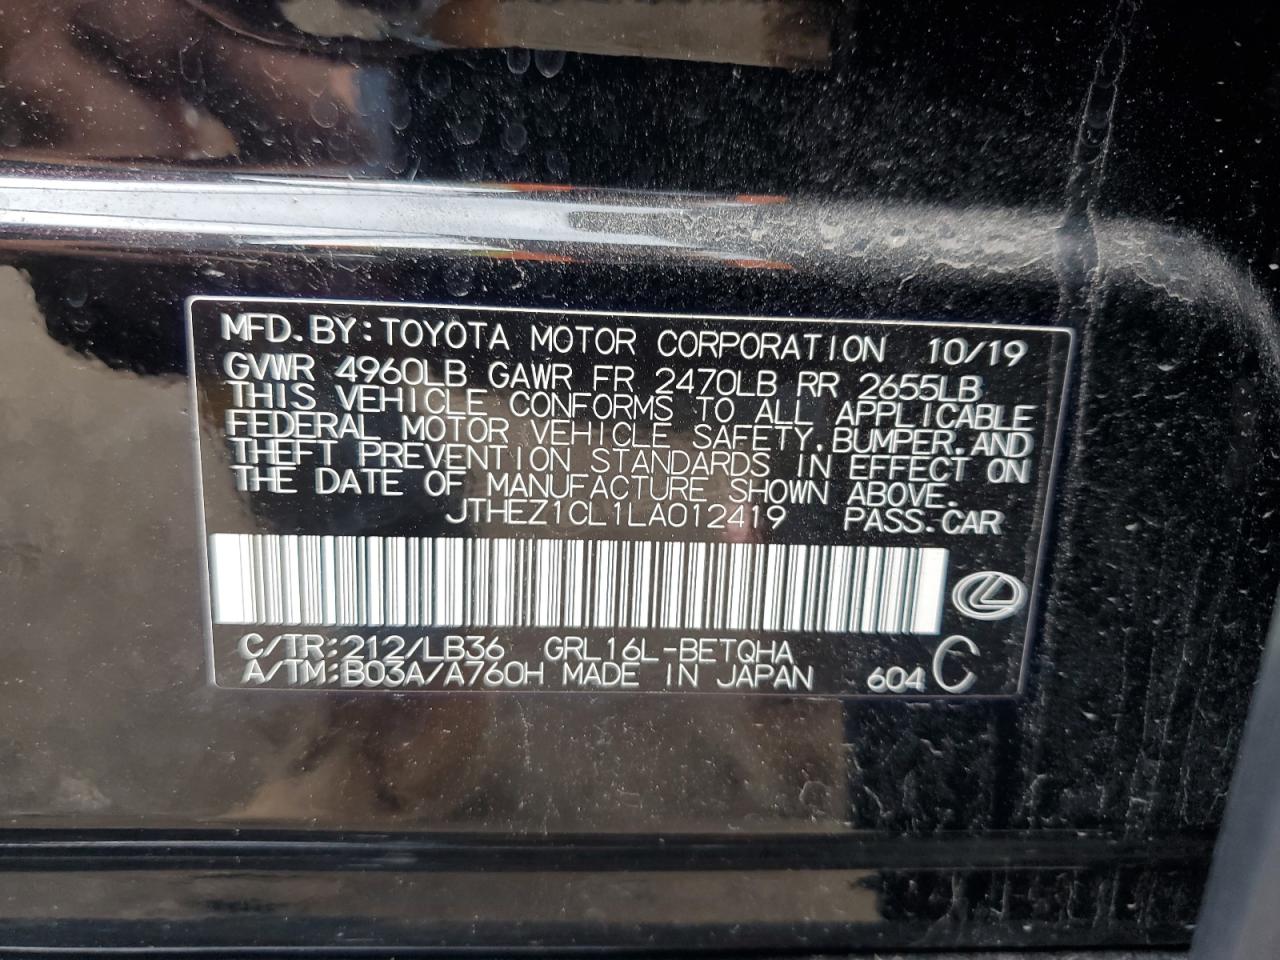 MFD.BY:TOYOTA MOTOR CORPORATION 10/19
GVWR 4960LB GAWR FR 2470LB RR 2655LB
THIS VEHICLE CONFORMS TO ALL APPLICABLE
FEDERAL MOTOR VEHICLE SAFETY,BUMPER,AND
THEFT PREVENTION STANDARDS IN EFFECT ON
THE DATE OF MANUFACTURE SHOWN ABOVE.
JTHEZ1CL1LA012419 PASS.CAR
C/TR:212/LB36 GRL16L-BETQHA
A/TM:B03A/A760H MADE IN JAPAN 604 C